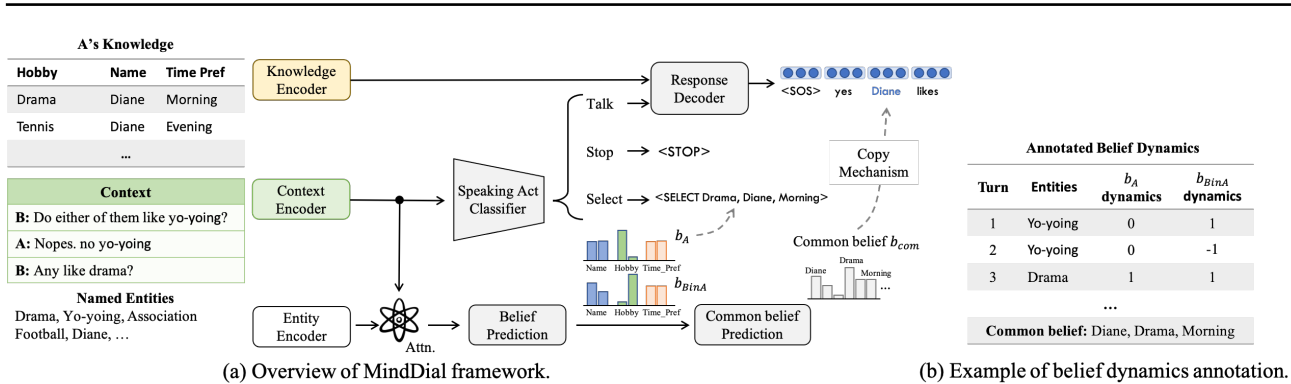 A's Knowledge
Hobby Name Time Pref
Drama Diane Morning
Tennis Diane Evening
...
Context
B: Do either of them like yo-yoing?
A: Nopes. no yo-yoing
B: Any like drama?
Named Entities
Drama, Yo-yoing, Association
Football, Diane, ...
Knowledge
Encoder
Context
Encoder
Entity
Encoder
Attn.
Speaking Act
Classifier
Talk
Stop
Select
Response
Decoder
<STOP>
<SELECT Drama, Diane, Morning>
<SOS> yes Diane likes
Copy
Mechanism
b_A
Name Hobby Time_Pref
b_BinA
Name Hobby Time_Pref
Belief
Prediction
Common belief b_com
Diane
Drama
Morning
...
Common belief
Prediction
(a) Overview of MindDial framework.
Annotated Belief Dynamics
Turn Entities b_A dynamics b_BinA dynamics
1 Yo-yoing 0 1
2 Yo-yoing 0 -1
3 Drama 1 1
...
Common belief: Diane, Drama, Morning
(b) Example of belief dynamics annotation.